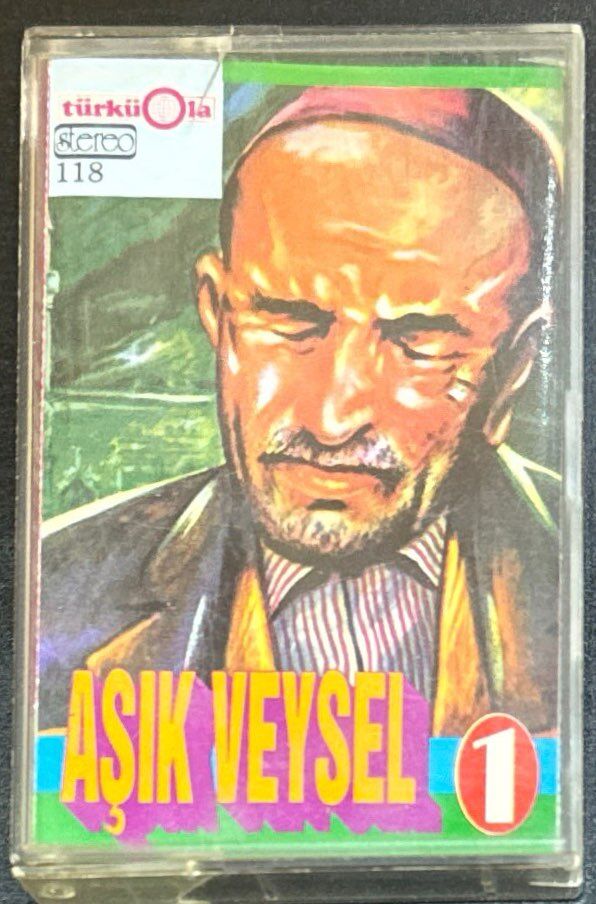 türküOla
stereo
118
AŞIK VEYSEL
1